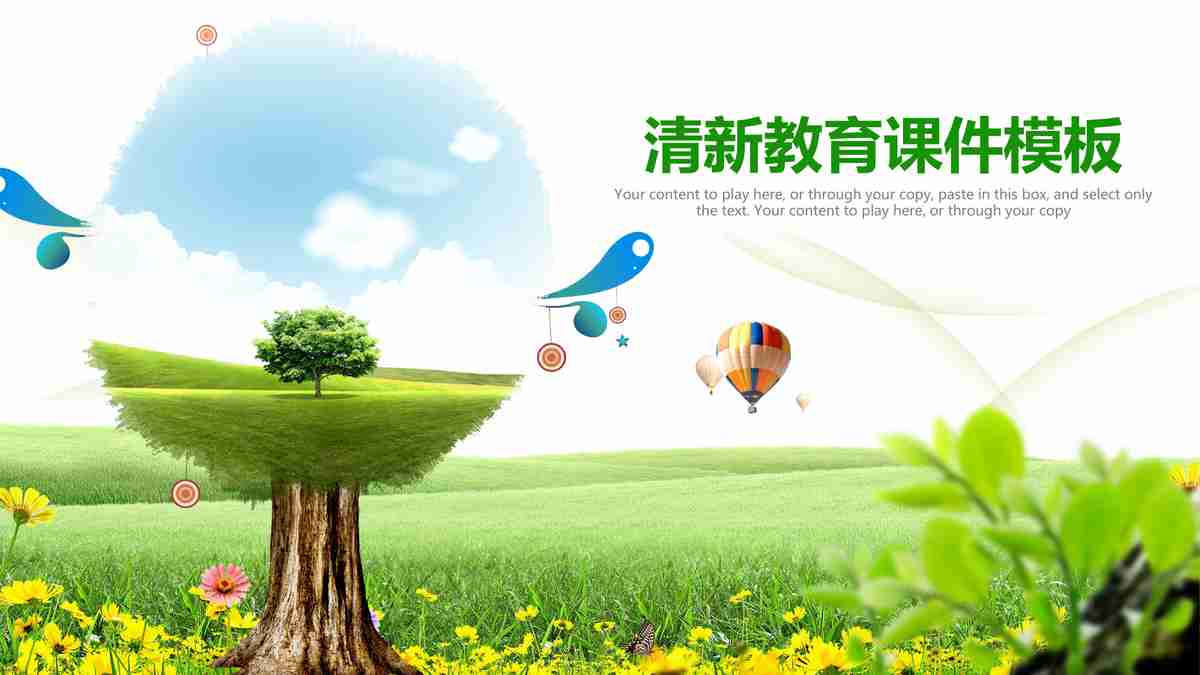 清新教育课件模板
Your content to play here, or through your copy, paste in this box, and select only
the text. Your content to play here, or through your copy